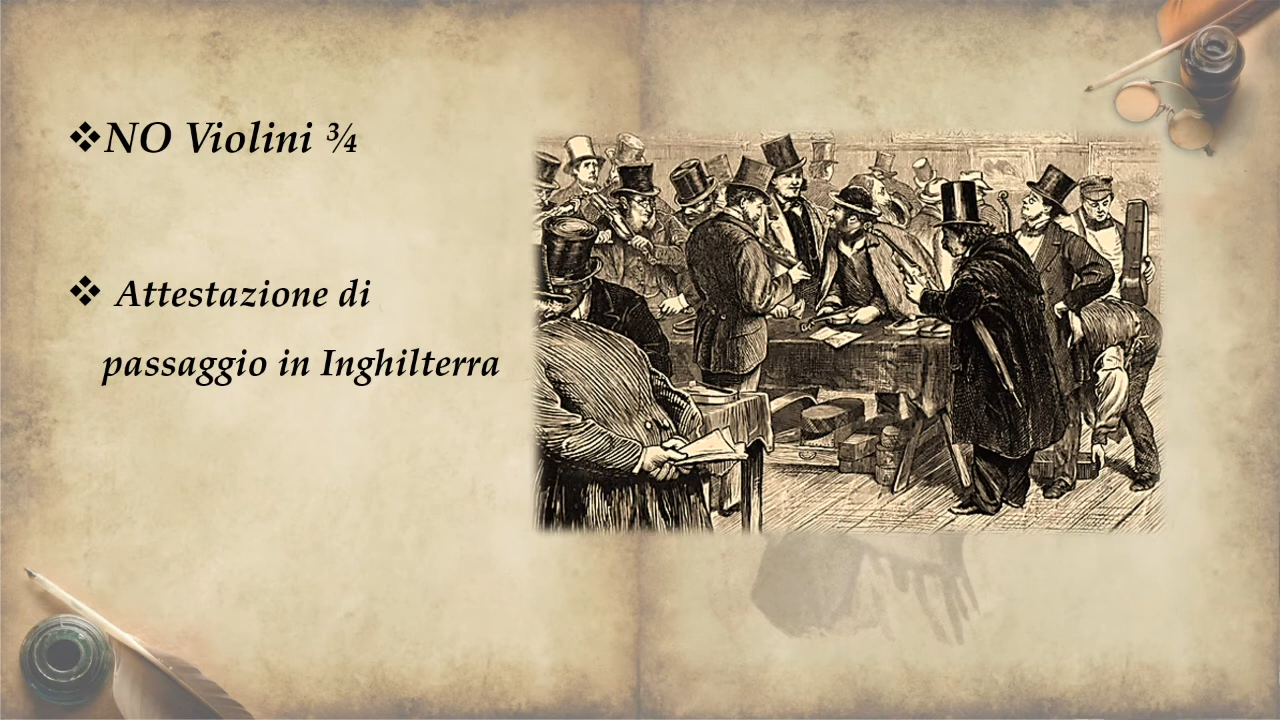 ❖NO Violini ¾
❖ Attestazione di
passaggio in Inghilterra